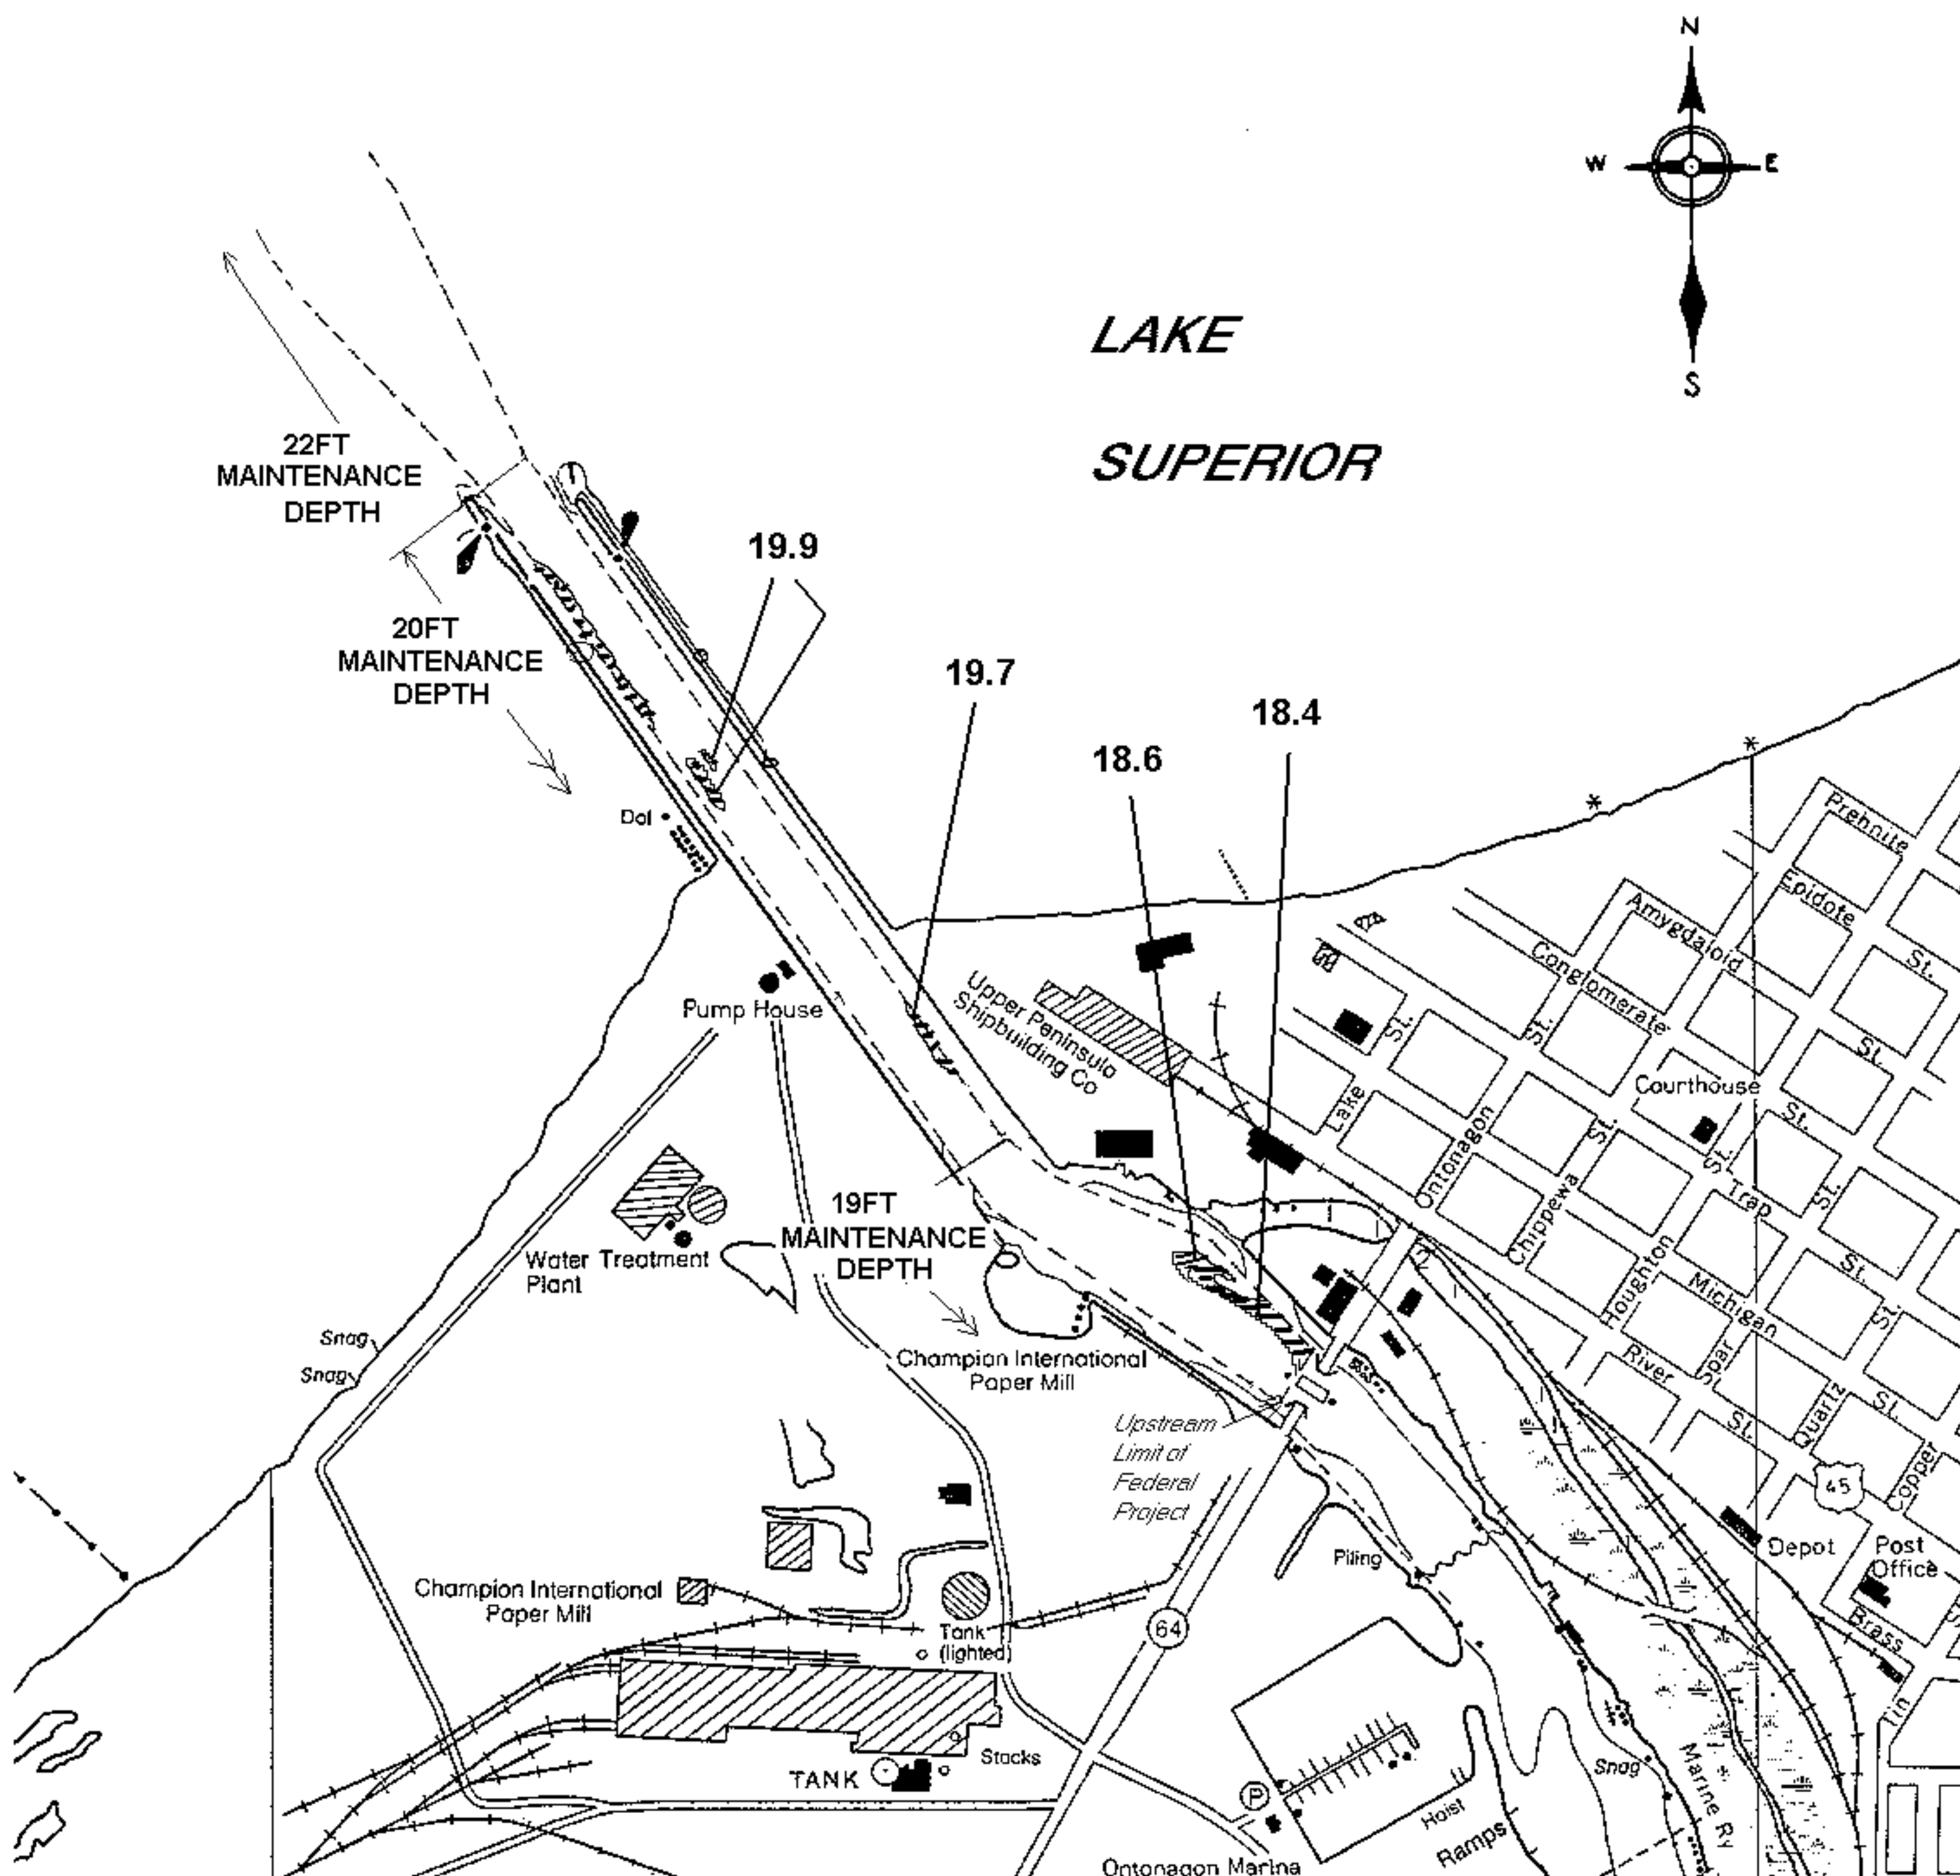 N
W E
S
LAKE
SUPERIOR
22FT
MAINTENANCE
DEPTH
20FT
MAINTENANCE
DEPTH
19.9
19.7
18.6
18.4
Dol
Pump House
Upper Peninsula
Shipbuilding Co
Prehnite
St.
Epidote
St.
Amygdaloid
St.
Conglomerate
St.
Courthouse
Trap
St.
Michigan
St.
River
St.
Lake
St.
Ontonagon
St.
Chippewa
St.
Houghton
St.
Spar
St.
Quartz
St.
Copper
Tin
Brass
45
Depot
Post
Office
19FT
MAINTENANCE
DEPTH
Water Treatment
Plant
Snag
Snag
Champion International
Paper Mill
Upstream
Limit of
Federal
Project
Piling
Champion International
Paper Mill
Tank
(lighted)
64
Stacks
TANK
P
Hoist
Ramps
Ontonagon Marina
Snag
Marine Ry